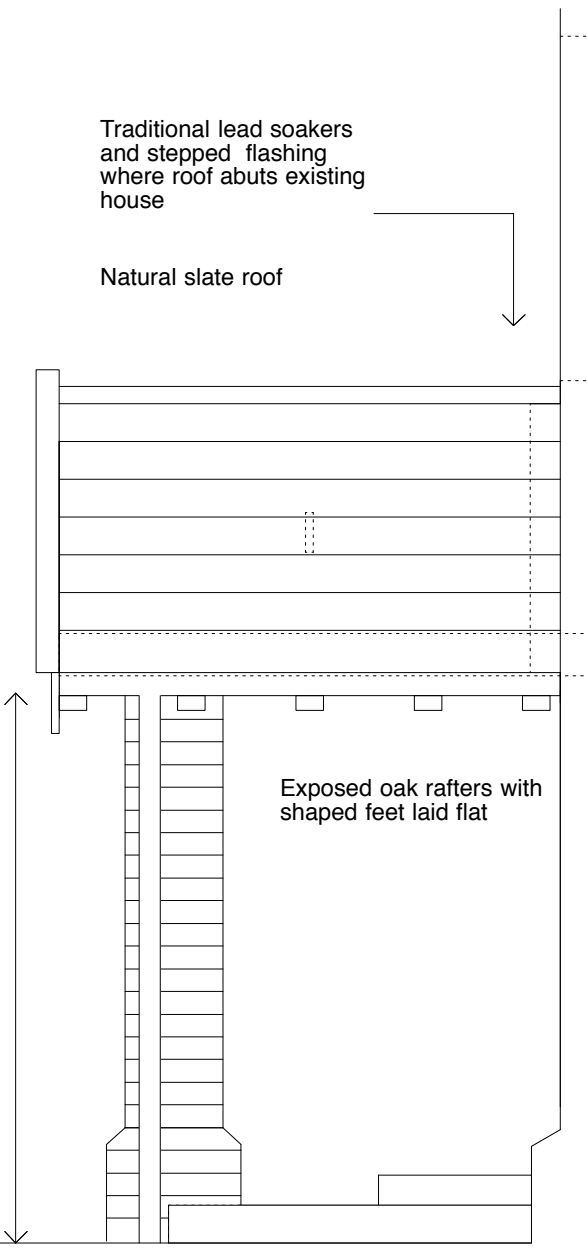 Traditional lead soakers
and stepped  flashing
where roof abuts existing
house
Natural slate roof
Exposed oak rafters with
shaped feet laid flat